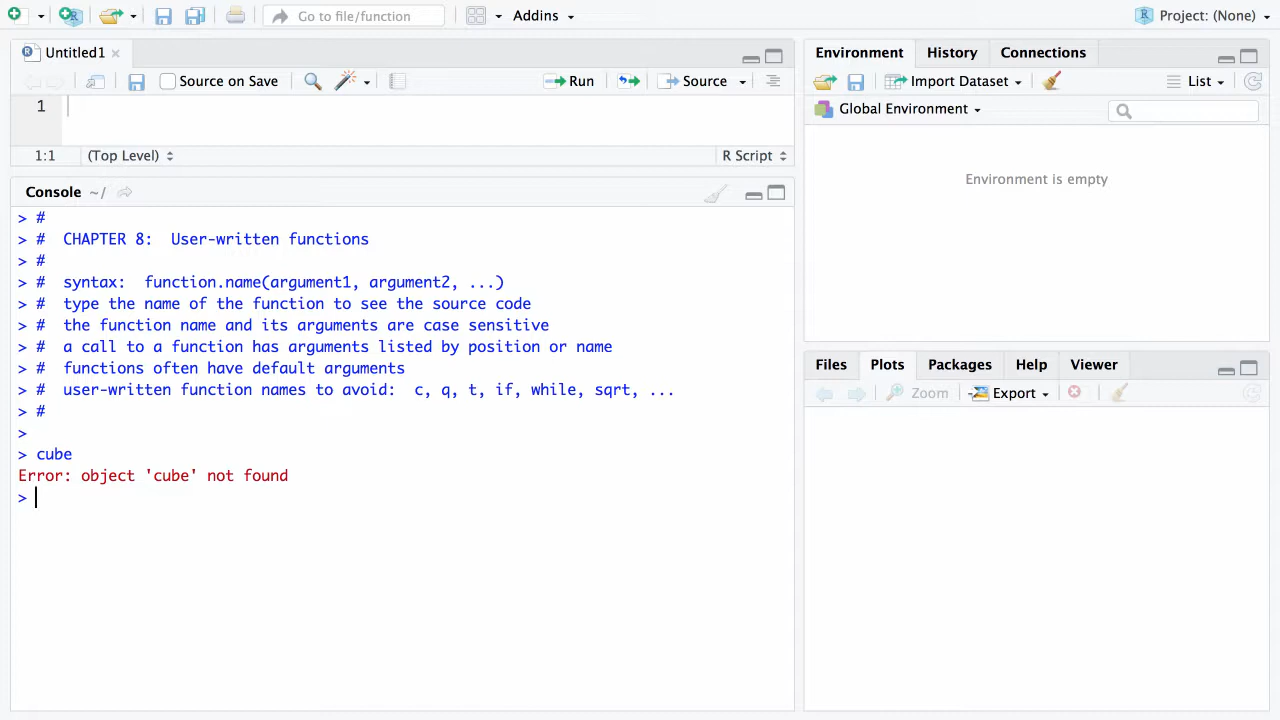 Go to file/function
Addins
Project: (None)
Untitled1
Source on Save
Run
Source
1
1:1
(Top Level)
R Script
Console ~/
> #
> #  CHAPTER 8:  User-written functions
> #
> #  syntax:  function.name(argument1, argument2, ...)
> #  type the name of the function to see the source code
> #  the function name and its arguments are case sensitive
> #  a call to a function has arguments listed by position or name
> #  functions often have default arguments
> #  user-written function names to avoid:  c, q, t, if, while, sqrt, ...
> #
>
> cube
Error: object 'cube' not found
>
Environment History Connections
Import Dataset
List
Global Environment
Environment is empty
Files Plots Packages Help Viewer
Zoom
Export